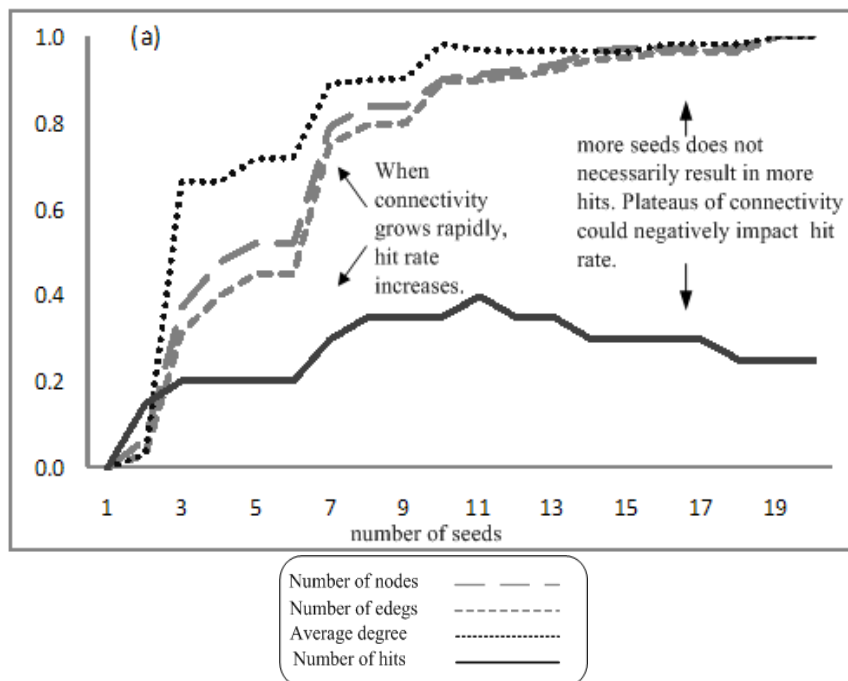 (a)
1.0
0.8
0.6
0.4
0.2
0.0
When
connectivity
grows rapidly,
hit rate
increases.
more seeds does not
necessarily result in more
hits. Plateaus of connectivity
could negatively impact hit
rate.
1 3 5 7 9 11 13 15 17 19
number of seeds
Number of nodes
Number of edegs
Average degree
Number of hits